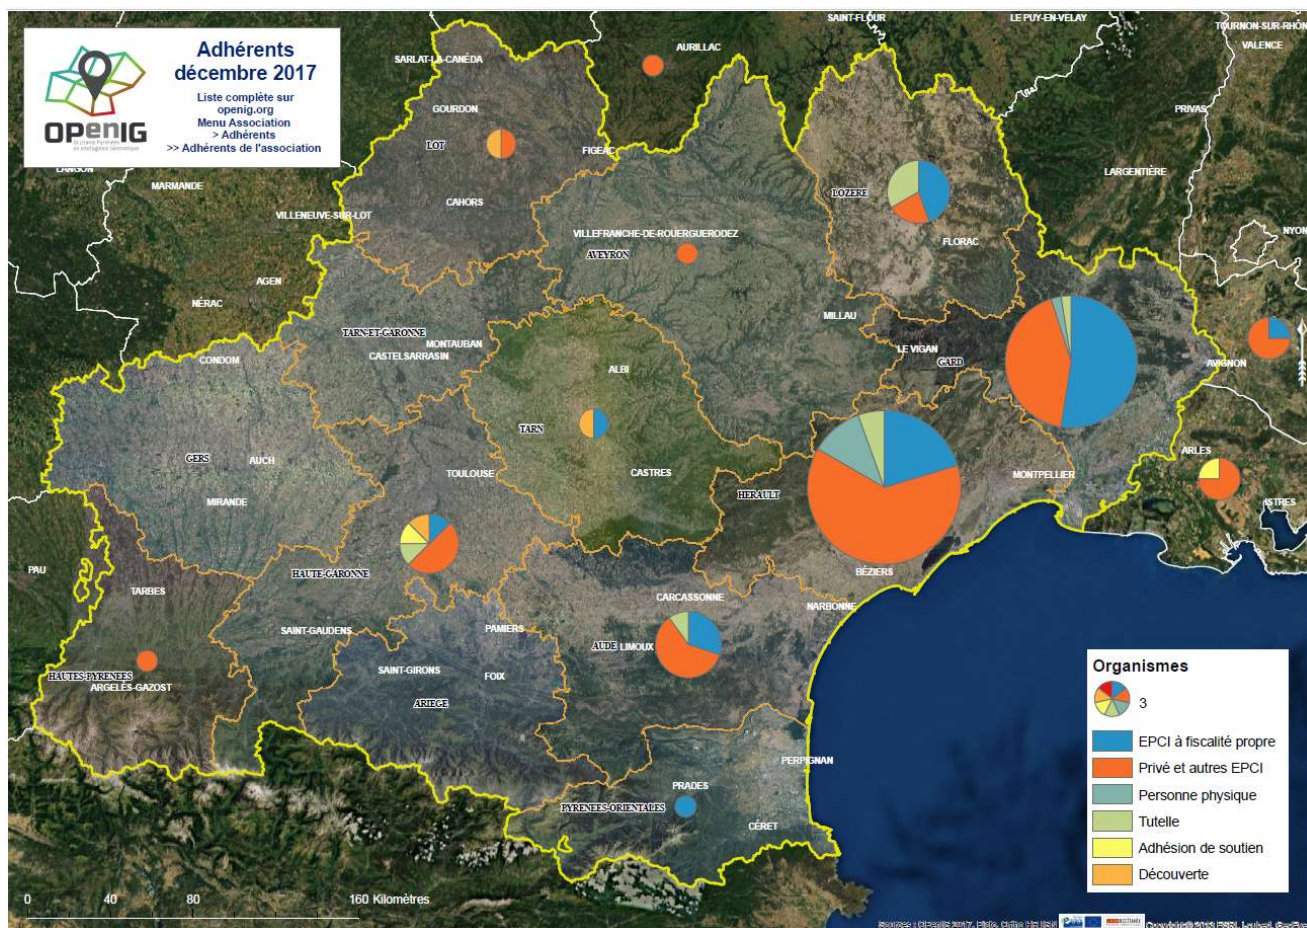 SAINT-FLOUR
LE PUY-EN-VELAY
TOURNON-SUR-RHÔN
VALENCE
Adhérents
décembre 2017
Liste complète sur
openig.org
Menu Association
> Adhérents
>> Adhérents de l'association
OPenIG
SARLAT-LA-CANÉDA
AURILLAC
GOURDON
PRIVAS
LOT
FIGEAC
LANGON
MARMANDE
LARGENTIÈRE
LOZERE
CAHORS
VILLENEUVE-SUR-LOT
VILLEFRANCHE-DE-ROUERGUERODEZ
NYON
FLORAC
AVEYRON
AGEN
NÉRAC
MILLAU
TARN-ET-GARONNE
MONTAUBAN
CASTELSARRASIN
LE VIGAN
GARD
CONDOM
ALBI
AVIGNON
TARN
GERS
AUCH
ARLES
TOULOUSE
CASTRES
MONTPELLIER
HERAULT
MIRANDE
ISTRES
PAU
HAUTE-GARONNE
BÉZIERS
TARBES
CARCASSONNE
NARBONNE
SAINT-GAUDENS
PAMIERS
AUDE
LIMOUX
SAINT-GIRONS
FOIX
HAUTES-PYRENEES
ARGELÈS-GAZOST
ARIEGE
PERPIGNAN
PRADES
PYRENEES-ORIENTALES
CÉRET
Organismes
3
EPCI à fiscalité propre
Privé et autres EPCI
Personne physique
Tutelle
Adhésion de soutien
Découverte
0 40 80 160 Kilomètres